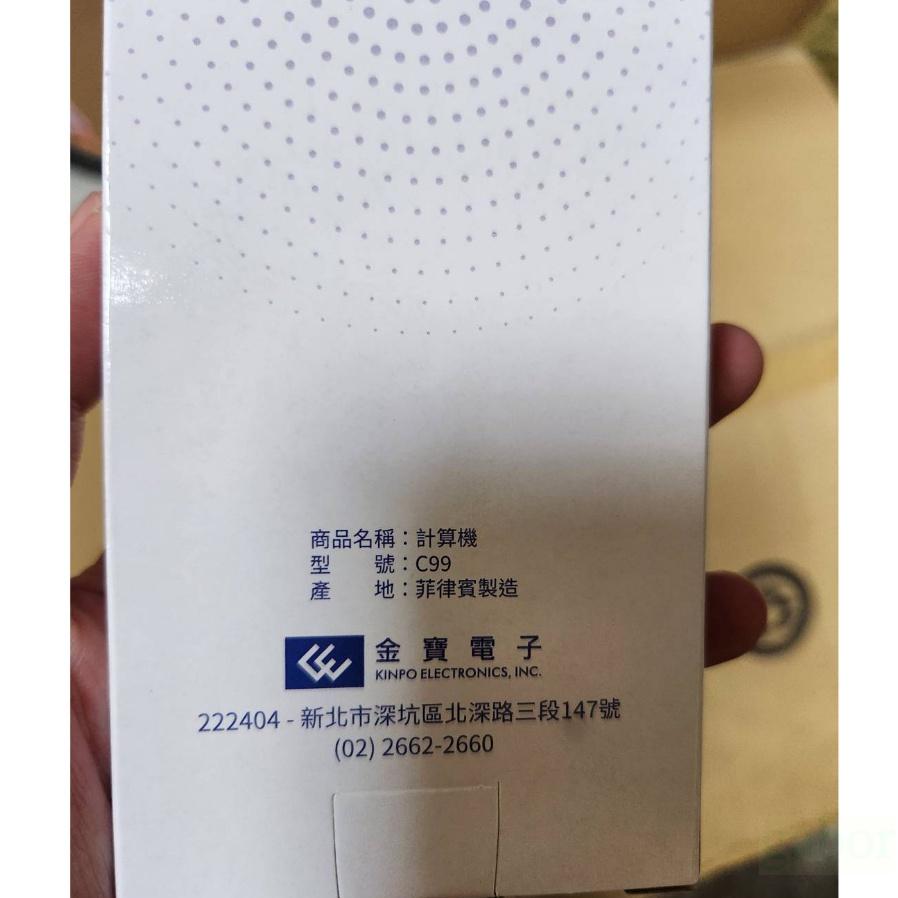 商品名稱：計算機
型　　號：C99
產　　地：菲律賓製造
金寶電子
KINPO ELECTRONICS, INC.
222404 - 新北市深坑區北深路三段147號
(02) 2662-2660